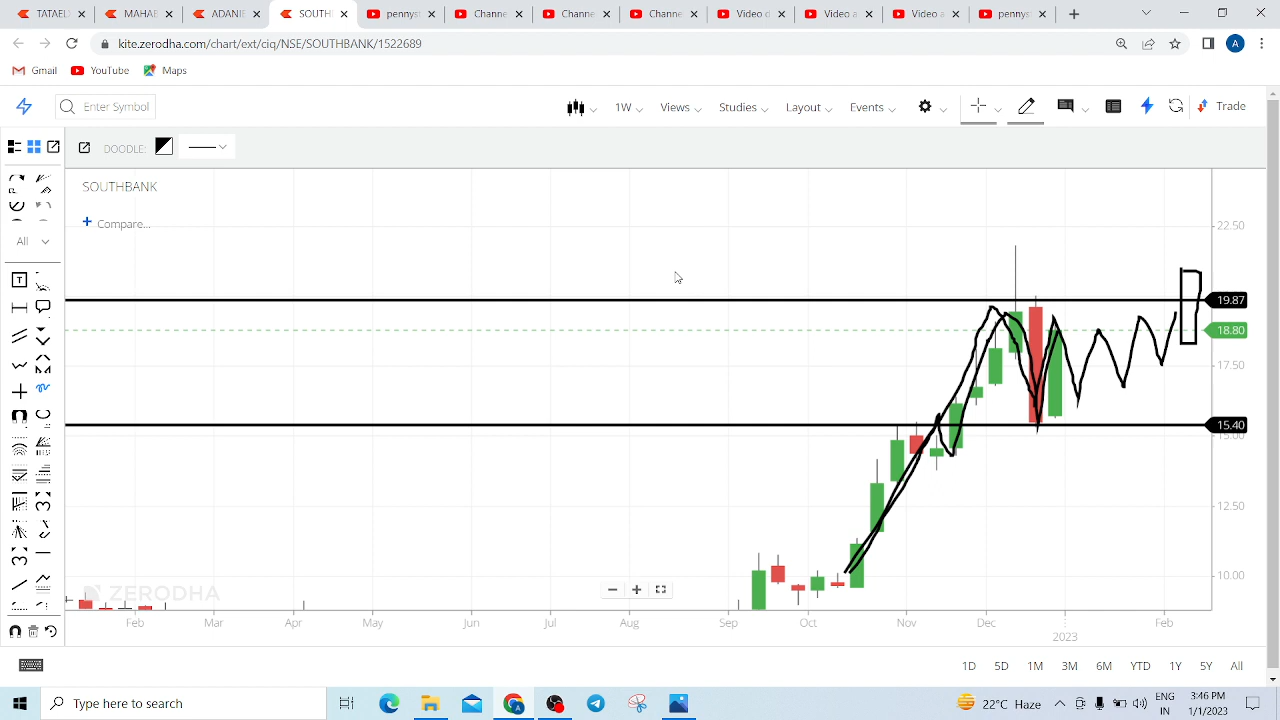 TATAEL
MAHAB
ADANIE
SOUTH
pennyst
Channe
Channe
Channe
Video d
Video a
Video a
pennys
kite.zerodha.com/chart/ext/ciq/NSE/SOUTHBANK/1522689
A
Gmail
YouTube
Maps
Enter Symbol
1W
Views
Studies
Layout
Events
Trade
DOODLE:
SOUTHBANK
Compare...
All
T
22.50
19.87
18.80
17.50
15.40
15.00
12.50
10.00
ZERODHA
Feb
Mar
Apr
May
Jun
Jul
Aug
Sep
Oct
Nov
Dec
2023
Feb
1D
5D
1M
3M
6M
YTD
1Y
5Y
All
Type here to search
22°C Haze
ENG
IN
3:46 PM
1/1/2023